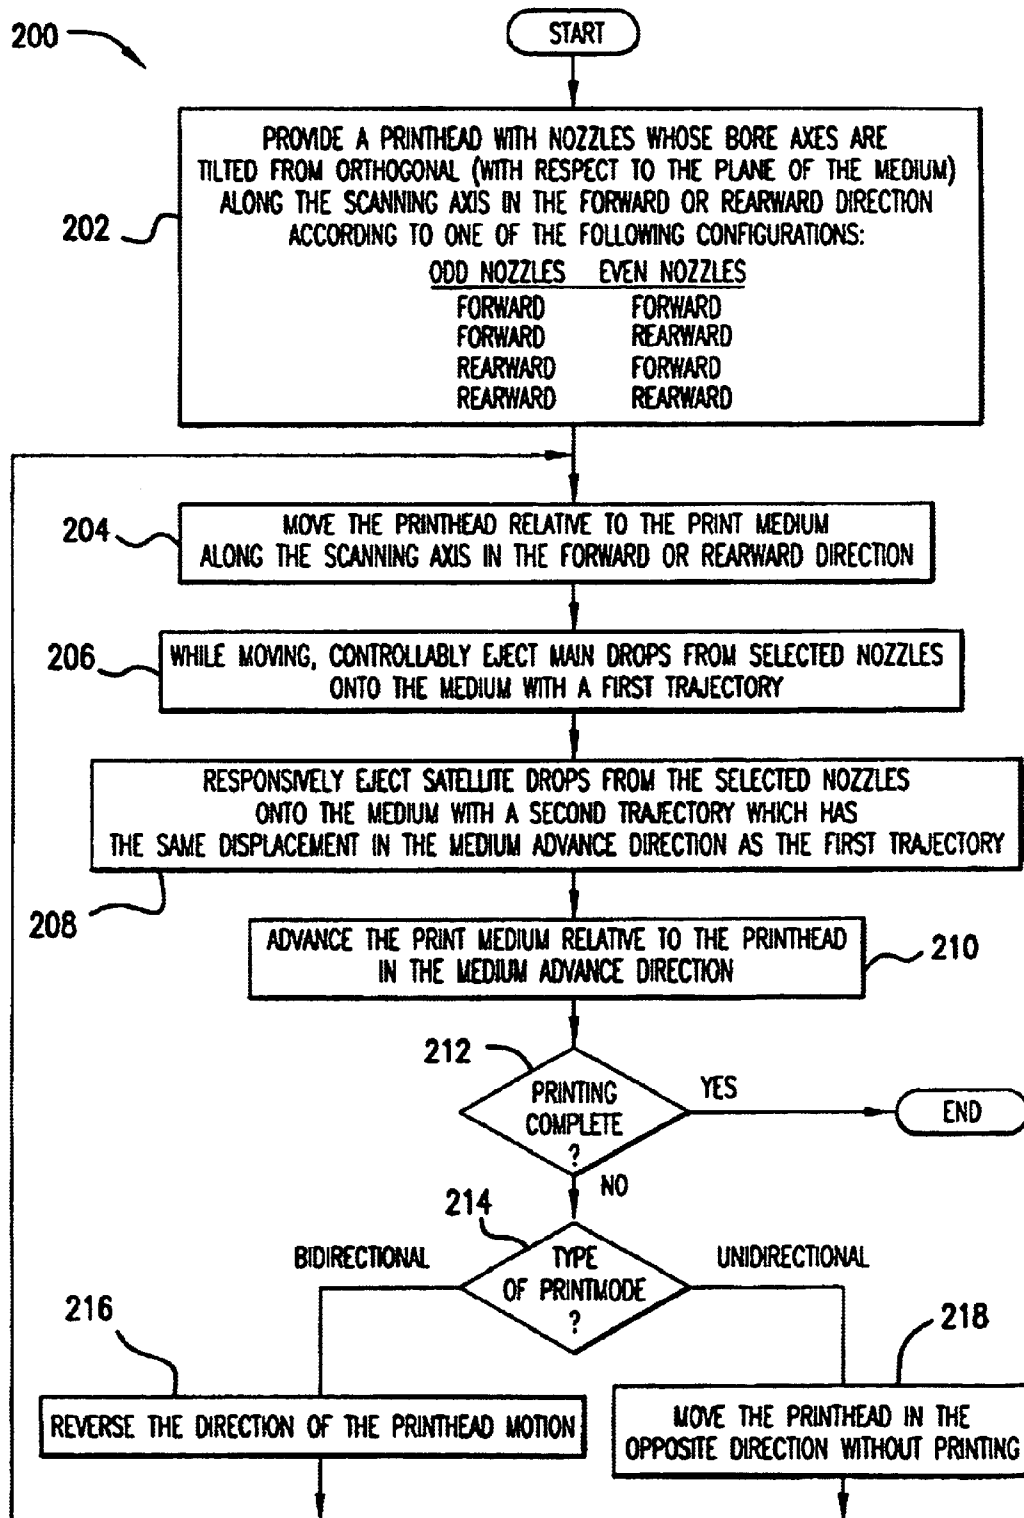 200
START
PROVIDE A PRINTHEAD WITH NOZZLES WHOSE BORE AXES ARE
TILTED FROM ORTHOGONAL (WITH RESPECT TO THE PLANE OF THE MEDIUM)
ALONG THE SCANNING AXIS IN THE FORWARD OR REARWARD DIRECTION
ACCORDING TO ONE OF THE FOLLOWING CONFIGURATIONS:
202
ODD NOZZLES EVEN NOZZLES
FORWARD FORWARD
FORWARD REARWARD
REARWARD FORWARD
REARWARD REARWARD
204
MOVE THE PRINTHEAD RELATIVE TO THE PRINT MEDIUM
ALONG THE SCANNING AXIS IN THE FORWARD OR REARWARD DIRECTION
206
WHILE MOVING, CONTROLLABLY EJECT MAIN DROPS FROM SELECTED NOZZLES
ONTO THE MEDIUM WITH A FIRST TRAJECTORY
RESPONSIVELY EJECT SATELLITE DROPS FROM THE SELECTED NOZZLES
ONTO THE MEDIUM WITH A SECOND TRAJECTORY WHICH HAS
THE SAME DISPLACEMENT IN THE MEDIUM ADVANCE DIRECTION AS THE FIRST TRAJECTORY
208
ADVANCE THE PRINT MEDIUM RELATIVE TO THE PRINTHEAD
IN THE MEDIUM ADVANCE DIRECTION
210
212
PRINTING
COMPLETE
?
YES
END
NO
214
TYPE
OF PRINTMODE
?
BIDIRECTIONAL
UNIDIRECTIONAL
216
218
REVERSE THE DIRECTION OF THE PRINTHEAD MOTION
MOVE THE PRINTHEAD IN THE
OPPOSITE DIRECTION WITHOUT PRINTING